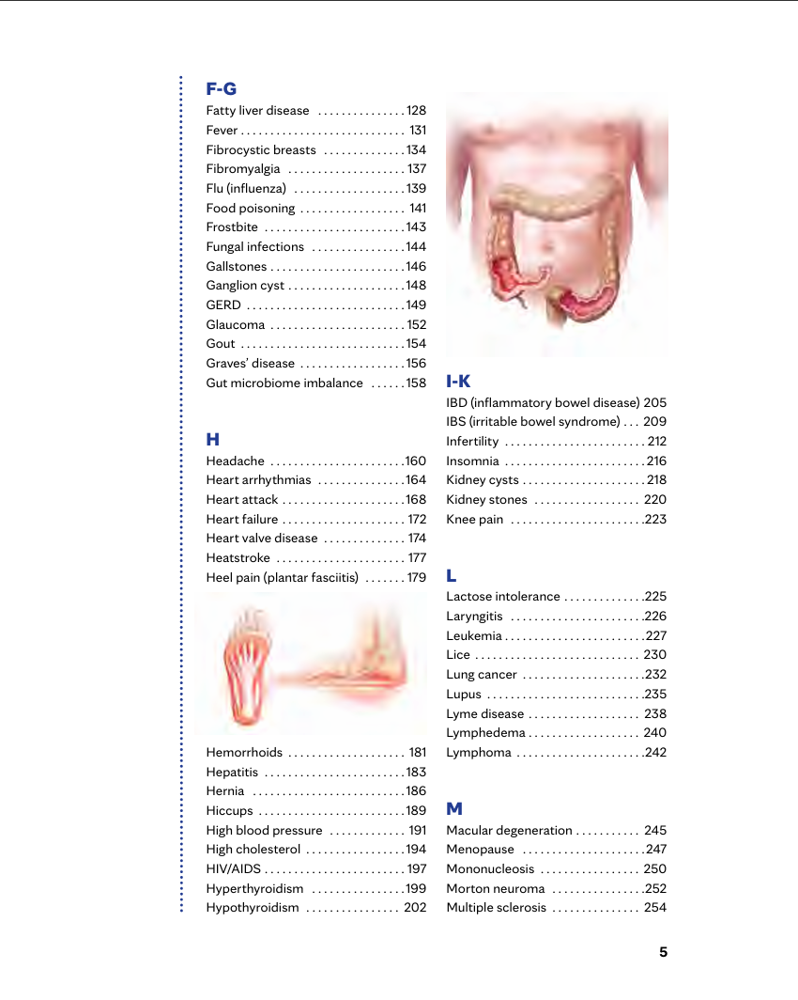 F-G
Fatty liver disease ...............128
Fever ............................ 131
Fibrocystic breasts ..............134
Fibromyalgia .................... 137
Flu (influenza) ...................139
Food poisoning .................. 141
Frostbite ........................143
Fungal infections ................144
Gallstones .......................146
Ganglion cyst ....................148
GERD ...........................149
Glaucoma .......................152
Gout ............................154
Graves’ disease ..................156
Gut microbiome imbalance ......158
H
Headache .......................160
Heart arrhythmias ...............164
Heart attack .....................168
Heart failure ..................... 172
Heart valve disease .............. 174
Heatstroke ...................... 177
Heel pain (plantar fasciitis) ....... 179
Hemorrhoids .................... 181
Hepatitis ........................183
Hernia ..........................186
Hiccups .........................189
High blood pressure ............. 191
High cholesterol .................194
HIV/AIDS ........................197
Hyperthyroidism ................199
Hypothyroidism ................ 202
I-K
IBD (inflammatory bowel disease) 205
IBS (irritable bowel syndrome) ... 209
Infertility ........................ 212
Insomnia ........................216
Kidney cysts .....................218
Kidney stones .................. 220
Knee pain .......................223
L
Lactose intolerance ..............225
Laryngitis .......................226
Leukemia ........................227
Lice ............................ 230
Lung cancer .....................232
Lupus ...........................235
Lyme disease ................... 238
Lymphedema ................... 240
Lymphoma ......................242
M
Macular degeneration ........... 245
Menopause .....................247
Mononucleosis ................. 250
Morton neuroma ................252
Multiple sclerosis ............... 254
5